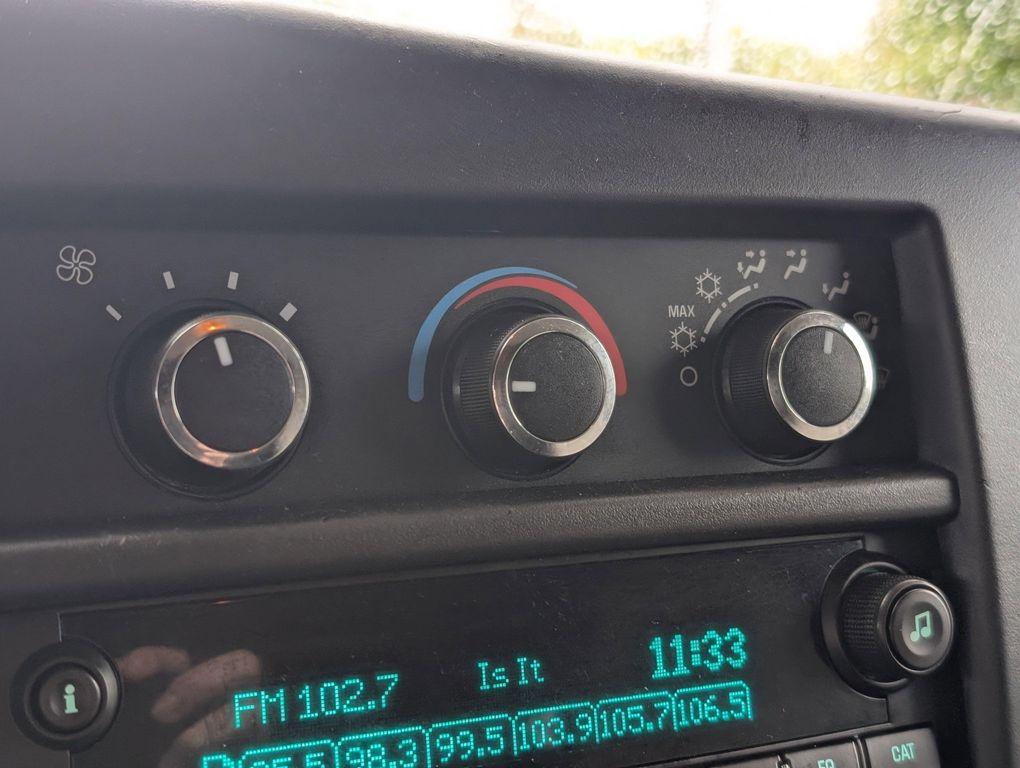 MAX
FM 102.7 Is It 11:33
98.3 99.5 103.9 105.7 106.5
i
CAT